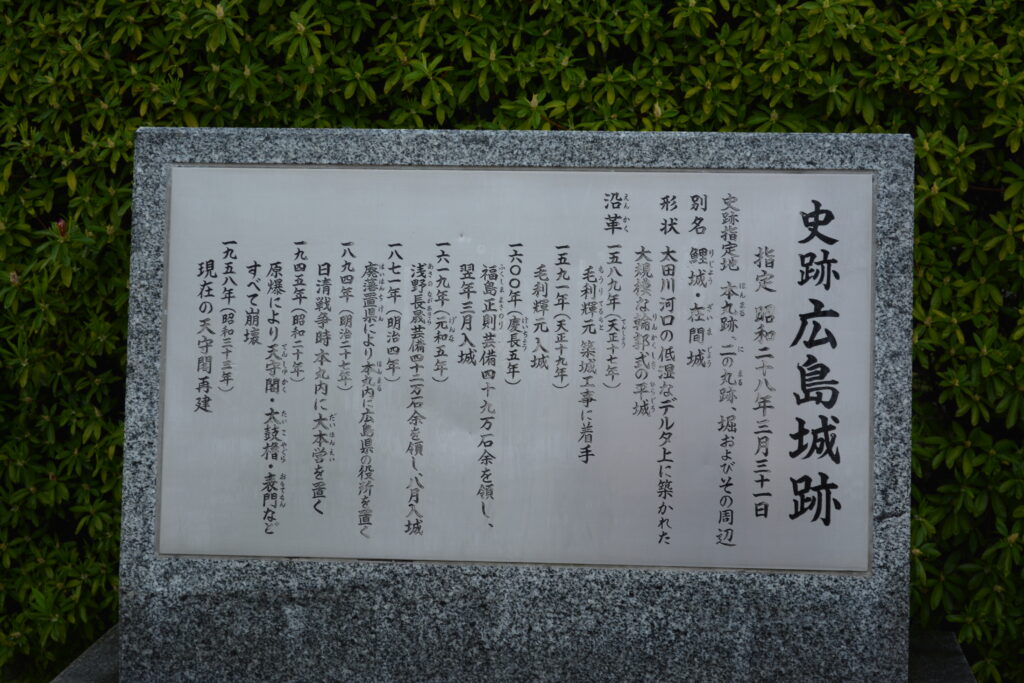 史跡広島城跡
指定 昭和二十八年三月三十一日
史跡指定地 本丸跡、二の丸跡、堀およびその周辺
別名 鯉城・在間城
形状 太田川河口の低湿なデルタ上に築かれた
大規模な輪郭式の平城
沿革 一五八九年(天正十七年)
毛利輝元 築城工事に着手
一五九一年(天正十九年)
毛利輝元 入城
一六〇〇年(慶長五年)
福島正則芸備四十九万石余を領し、
翌年三月入城
一六一九年(元和五年)
浅野長晟芸備四十二万石余を領し、八月入城
一八七一年(明治四年)
廃藩置県により本丸内に広島県の役所を置く
一八九四年(明治二十七年)
日清戦争時本丸内に大本営を置く
一九四五年(昭和二十年)
原爆により天守閣・太鼓櫓・表門など
すべて崩壊
一九五八年(昭和三十三年)
現在の天守閣再建